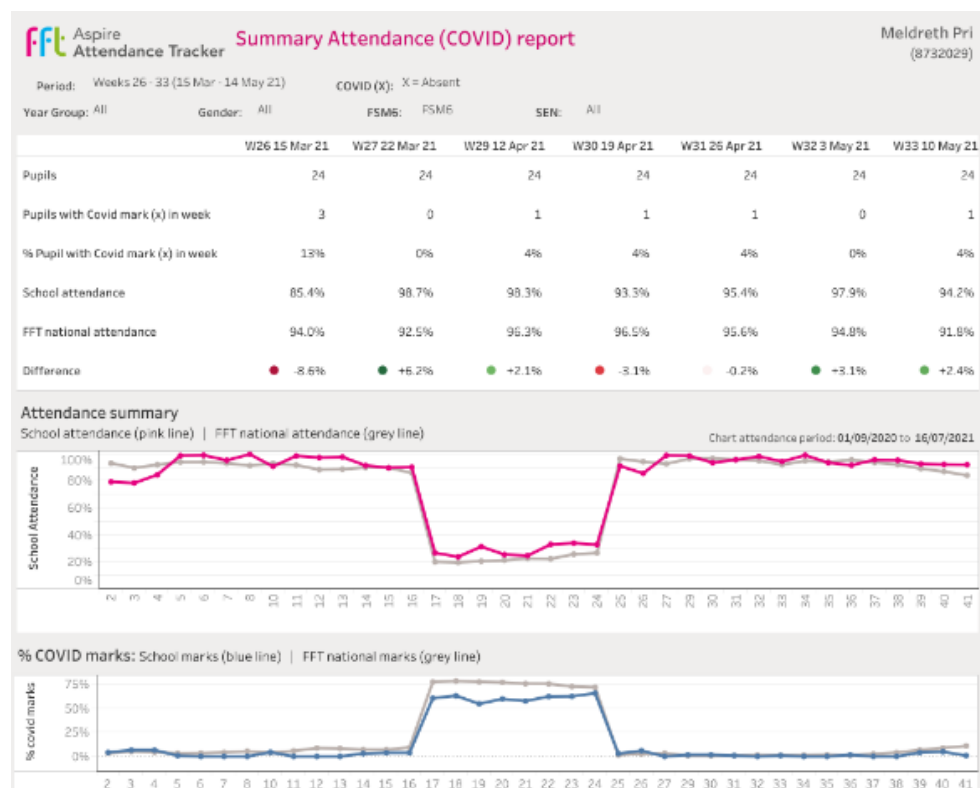 fft Aspire Attendance Tracker Summary Attendance (COVID) report Meldreth Pri
(8732029)
Period: Weeks 26 - 33 (15 Mar - 14 May 21) COVID (X): X = Absent
Year Group: All Gender: All FSM6: FSM6 SEN: All
W26 15 Mar 21 W27 22 Mar 21 W29 12 Apr 21 W30 19 Apr 21 W31 26 Apr 21 W32 3 May 21 W33 10 May 21
Pupils 24 24 24 24 24 24 24
Pupils with Covid mark (x) in week 3 0 1 1 1 0 1
% Pupil with Covid mark (x) in week 13% 0% 4% 4% 4% 0% 4%
School attendance 85.4% 98.7% 98.3% 93.3% 95.4% 97.9% 94.2%
FFT national attendance 94.0% 92.5% 96.3% 96.5% 95.6% 94.8% 91.8%
Difference -8.6% +6.2% +2.1% -3.1% -0.2% +3.1% +2.4%
Attendance summary
School attendance (pink line) | FFT national attendance (grey line)
Chart attendance period: 01/09/2020 to 16/07/2021
School Attendance
100%
80%
60%
40%
20%
0%
2 3 4 5 6 7 8 10 11 12 13 14 15 16 17 18 19 20 21 22 23 24 25 26 27 29 30 31 32 33 34 35 36 37 38 39 40 41
% COVID marks: School marks (blue line) | FFT national marks (grey line)
% covid marks
75%
50%
25%
0%
2 3 4 5 6 7 8 10 11 12 13 14 15 16 17 18 19 20 21 22 23 24 25 26 27 29 30 31 32 33 34 35 36 37 38 39 40 41